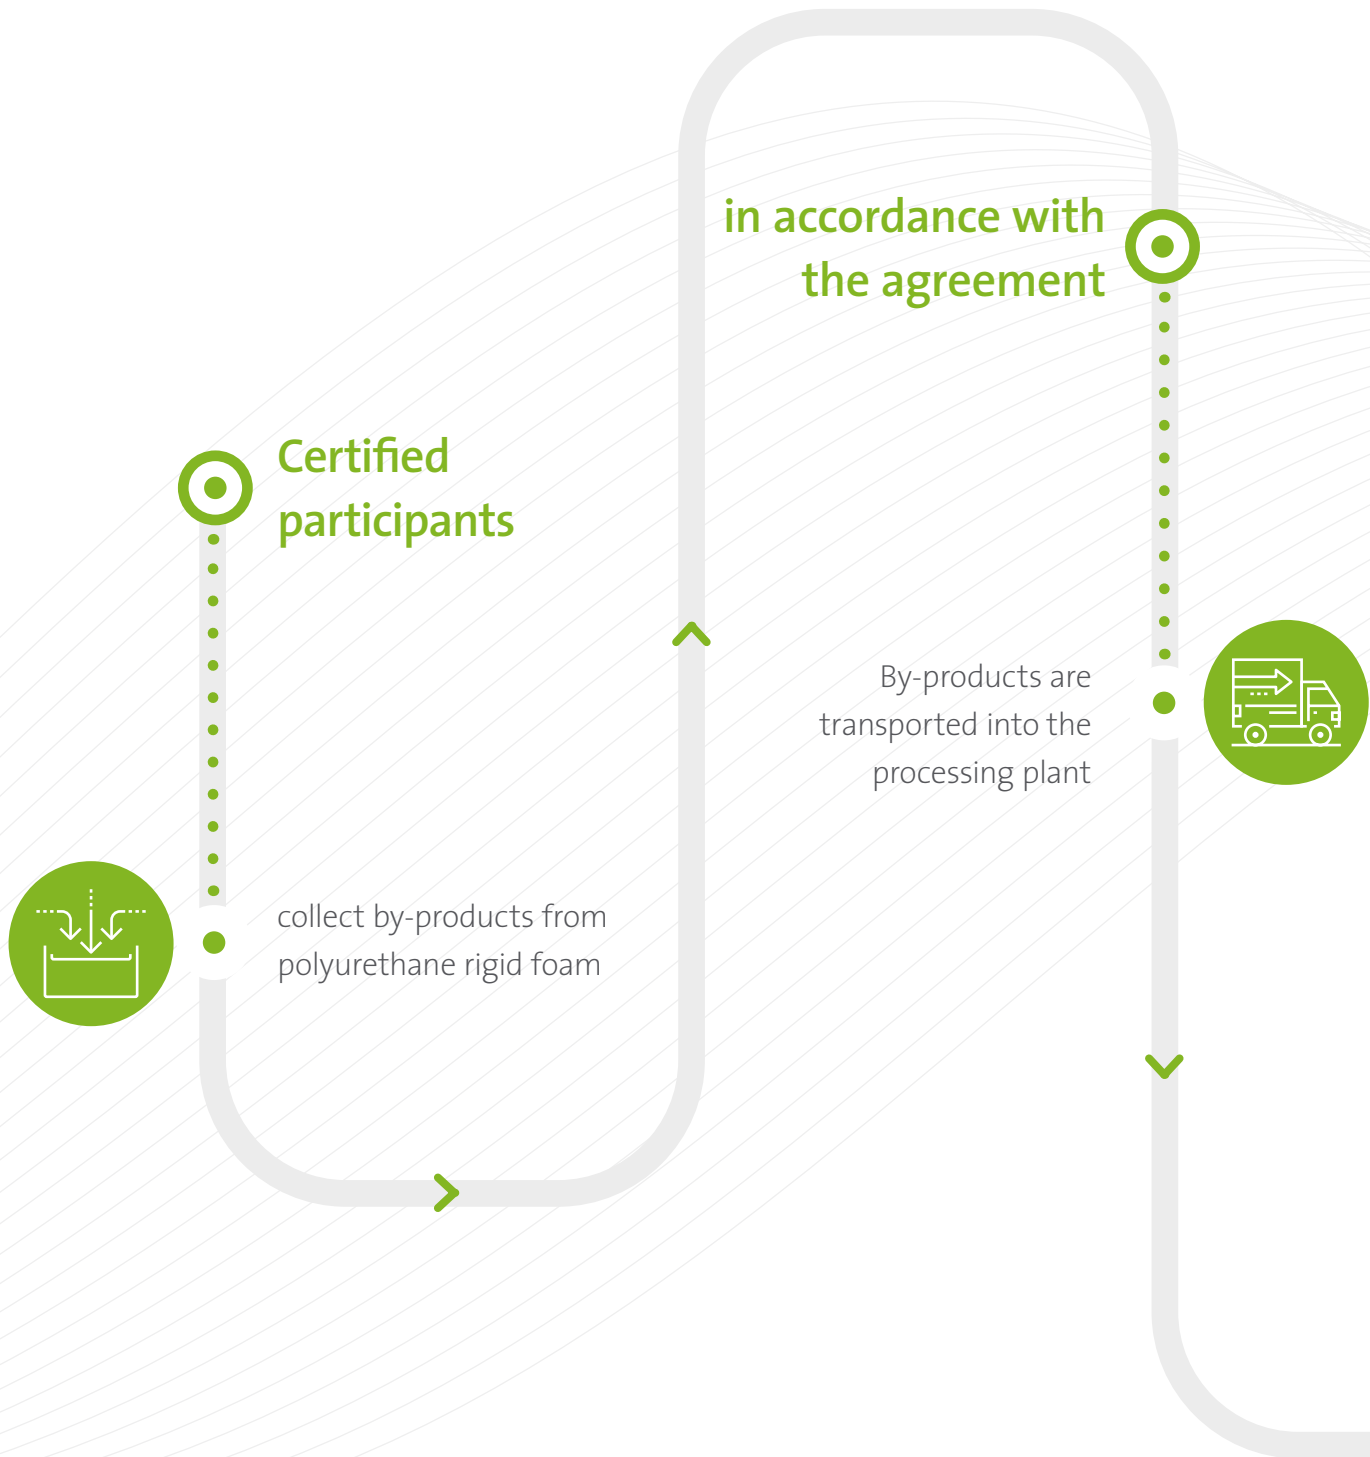 Certified
participants
collect by-products from
polyurethane rigid foam
in accordance with
the agreement
By-products are
transported into the
processing plant